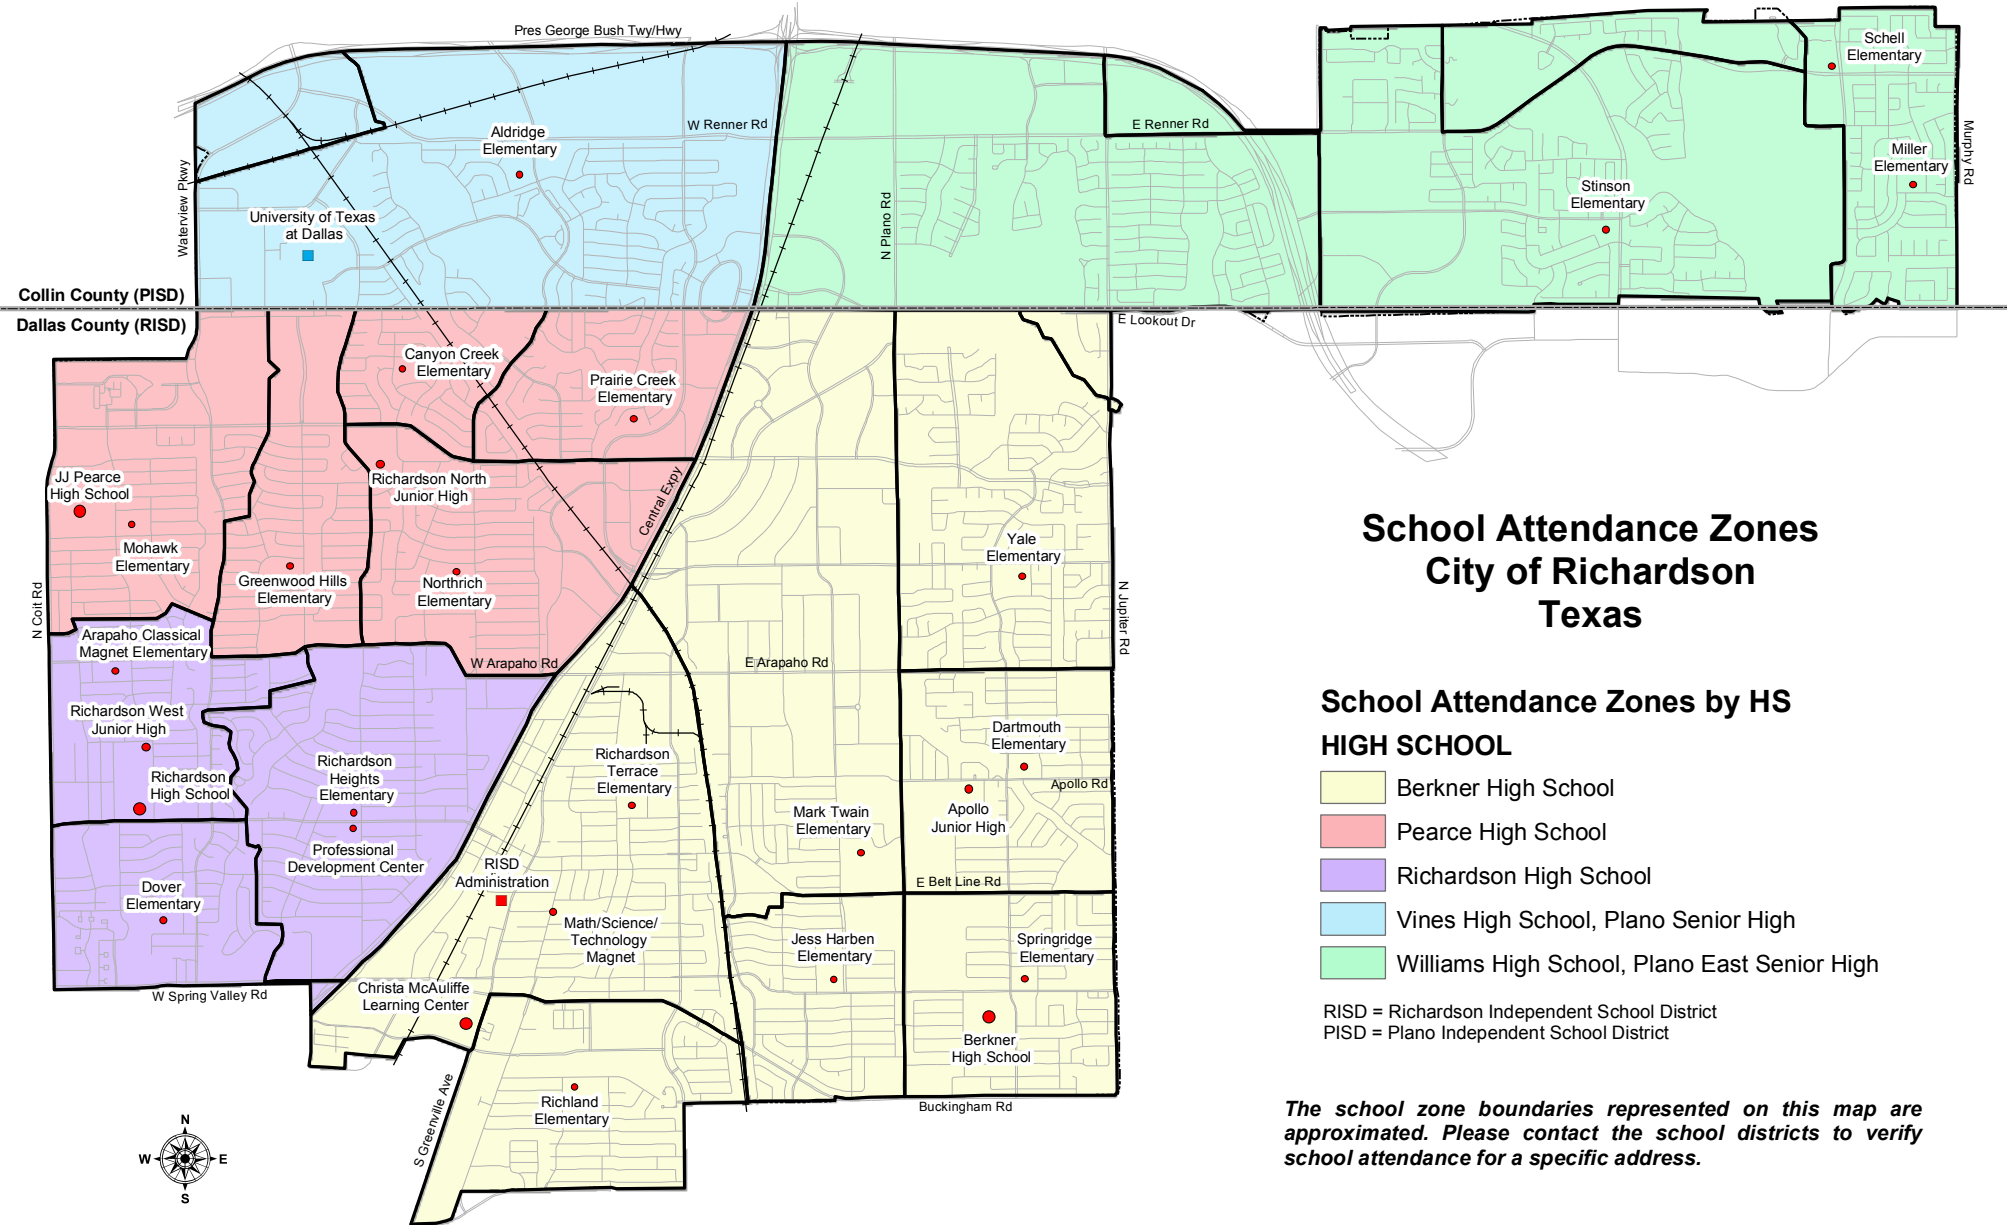 Pres George Bush Twy/Hwy
Schell
Elementary
W Renner Rd
E Renner Rd
Aldridge
Elementary
Murphy Rd
Miller
Elementary
Waterview Pkwy
Stinson
Elementary
N Plano Rd
University of Texas
at Dallas
Collin County (PISD)
Dallas County (RISD)
E Lookout Dr
Canyon Creek
Elementary
Prairie Creek
Elementary
JJ Pearce
High School
Richardson North
Junior High
Central Expy
Mohawk
Elementary
Greenwood Hills
Elementary
Northrich
Elementary
Yale
Elementary
N Coit Rd
N Jupiter Rd
Arapaho Classical
Magnet Elementary
W Arapaho Rd
E Arapaho Rd
Richardson West
Junior High
Richardson
High School
Richardson
Heights
Elementary
Richardson
Terrace
Elementary
Dartmouth
Elementary
Apollo Rd
Mark Twain
Elementary
Apollo
Junior High
Professional
Development Center
RISD
Administration
E Belt Line Rd
Dover
Elementary
Math/Science/
Technology
Magnet
Jess Harben
Elementary
Springridge
Elementary
W Spring Valley Rd
Christa McAuliffe
Learning Center
Berkner
High School
S Greenville Ave
Richland
Elementary
Buckingham Rd
N
W
E
S
School Attendance Zones
City of Richardson
Texas
School Attendance Zones by HS
HIGH SCHOOL
Berkner High School
Pearce High School
Richardson High School
Vines High School, Plano Senior High
Williams High School, Plano East Senior High
RISD = Richardson Independent School District
PISD = Plano Independent School District
The school zone boundaries represented on this map are
approximated. Please contact the school districts to verify
school attendance for a specific address.